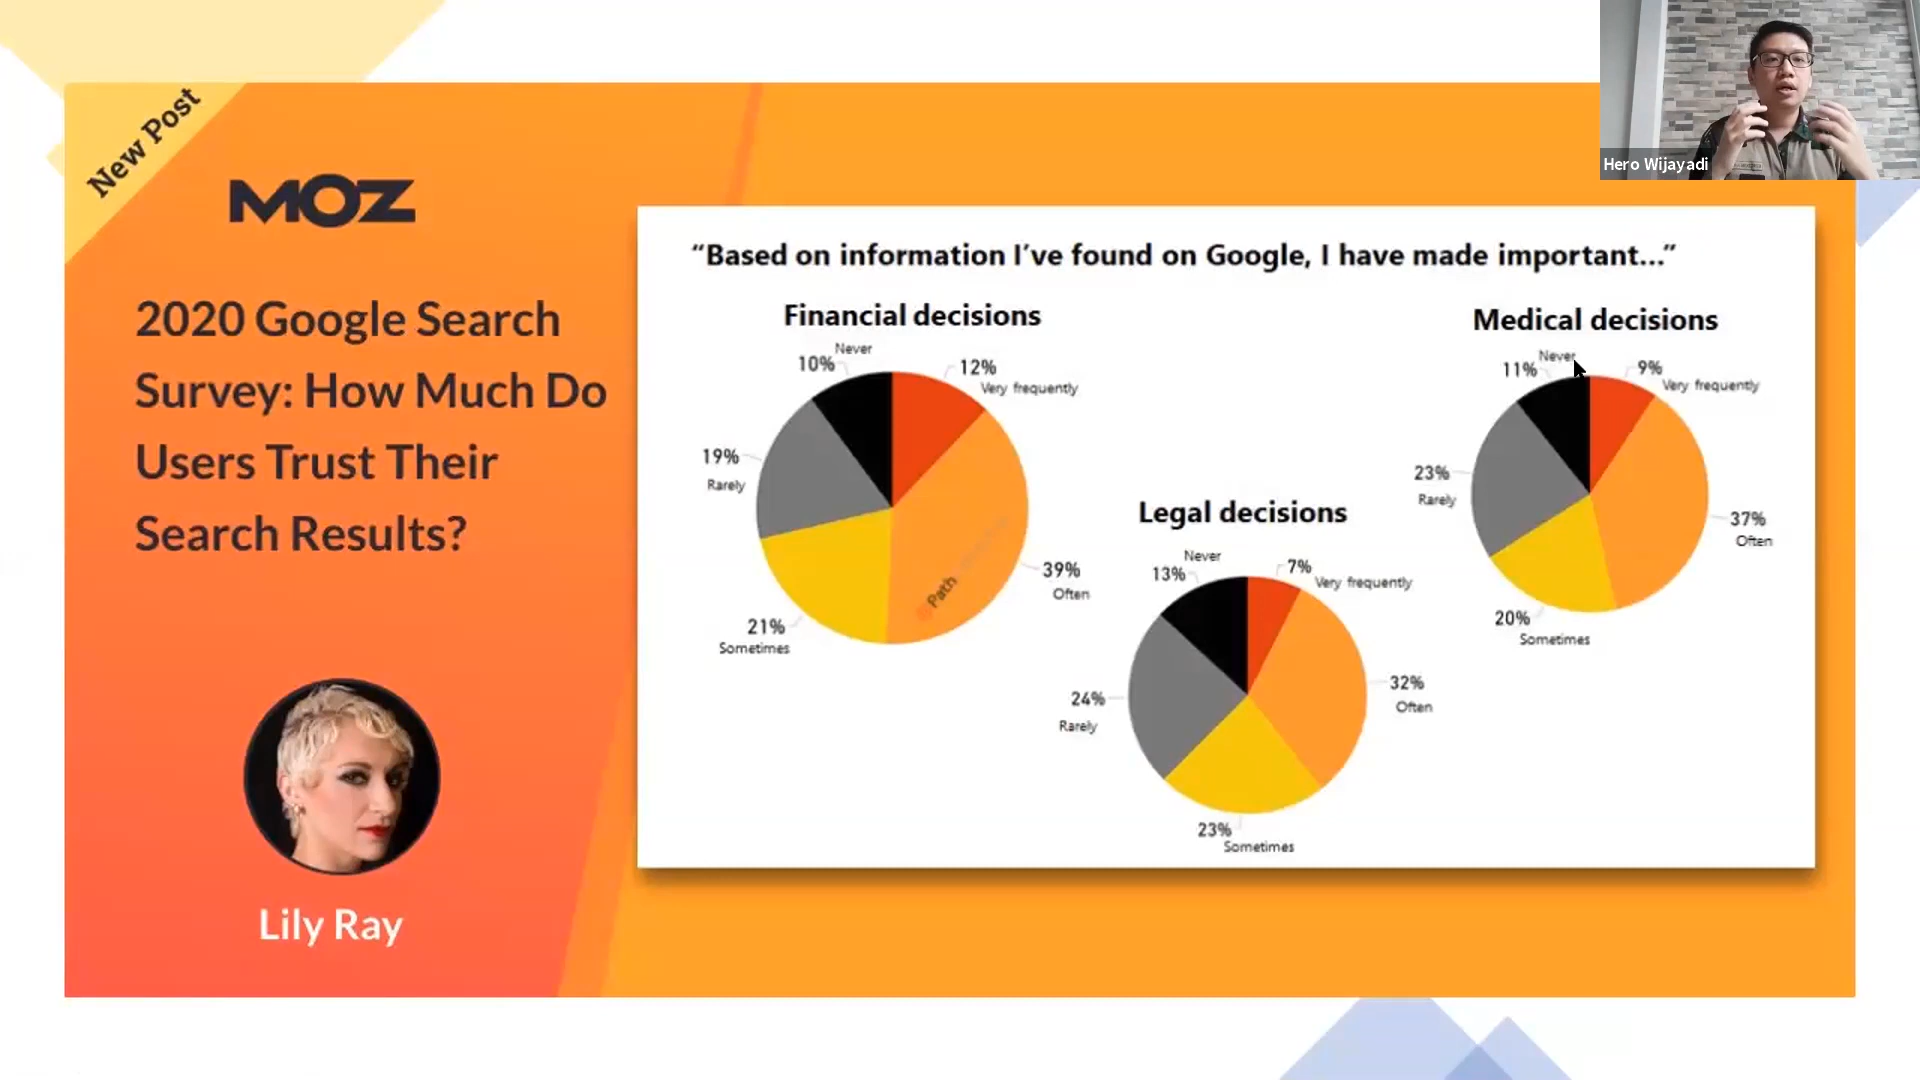 New Post
MOZ
2020 Google Search
Survey: How Much Do
Users Trust Their
Search Results?
Lily Ray
Hero Wijayadi
“Based on information I’ve found on Google, I have made important...”
Financial decisions
Never
10%
12%
Very frequently
19%
Rarely
39%
Often
21%
Sometimes
Path
Legal decisions
Never
13%
7%
Very frequently
24%
Rarely
32%
Often
23%
Sometimes
Medical decisions
Never
11%
9%
Very frequently
23%
Rarely
37%
Often
20%
Sometimes